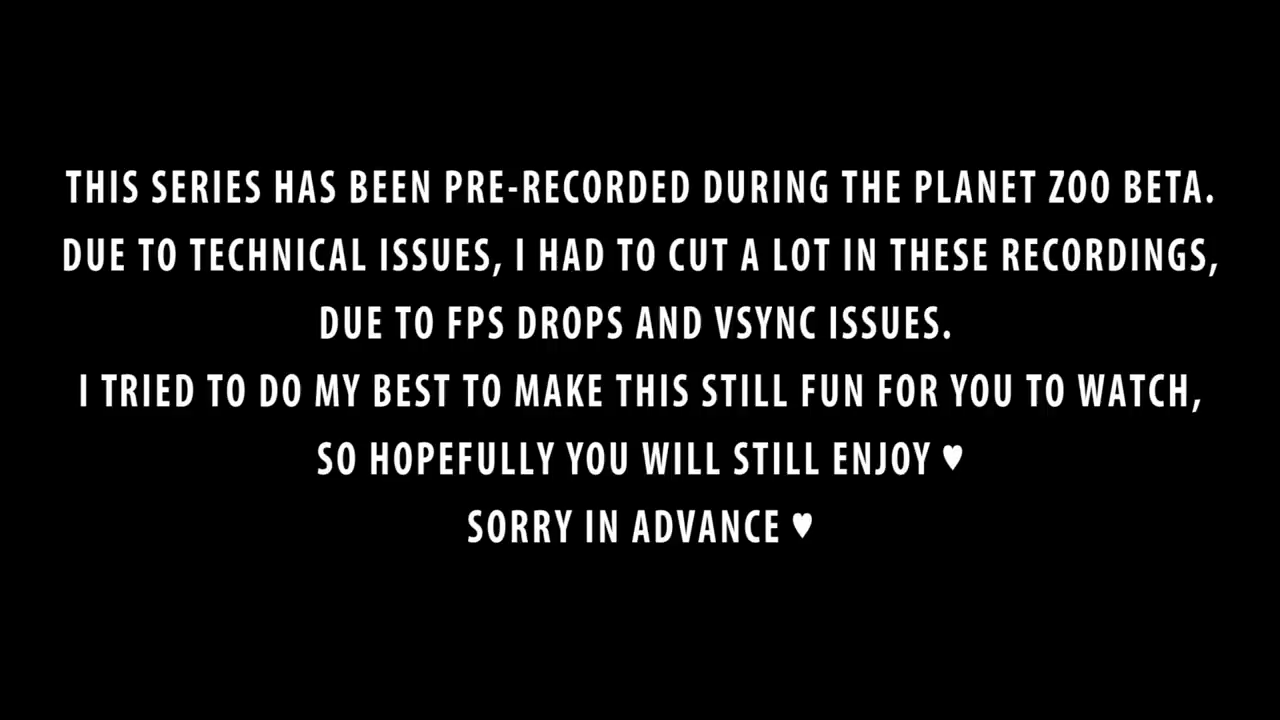 THIS SERIES HAS BEEN PRE-RECORDED DURING THE PLANET ZOO BETA.
DUE TO TECHNICAL ISSUES, I HAD TO CUT A LOT IN THESE RECORDINGS,
DUE TO FPS DROPS AND VSYNC ISSUES.
I TRIED TO DO MY BEST TO MAKE THIS STILL FUN FOR YOU TO WATCH,
SO HOPEFULLY YOU WILL STILL ENJOY ♥
SORRY IN ADVANCE ♥